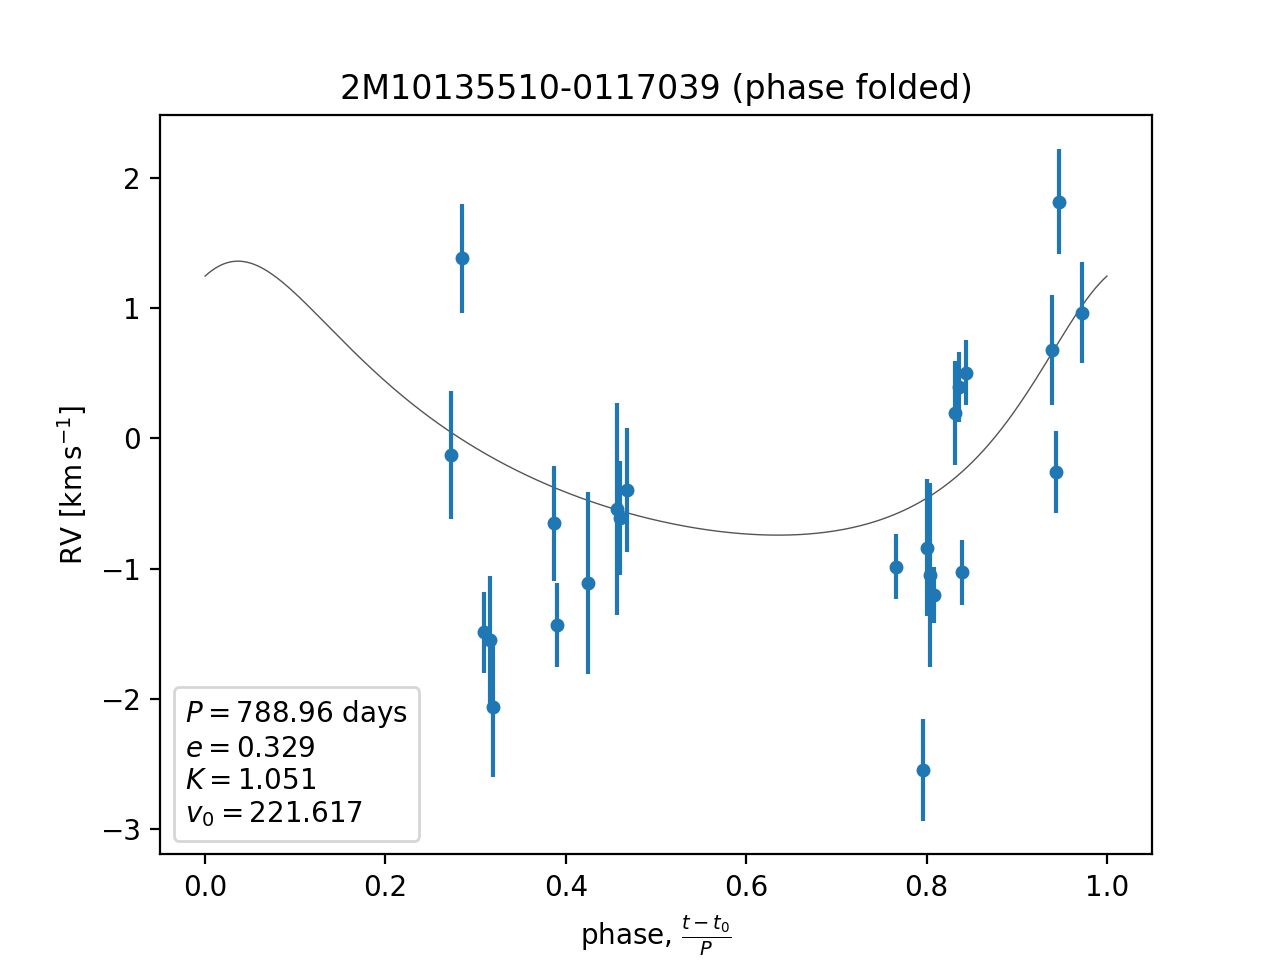 2M10135510-0117039 (phase folded)
RV [km s⁻¹]
2
1
0
−1
−2
−3
P = 788.96 days
e = 0.329
K = 1.051
v₀ = 221.617
0.0 0.2 0.4 0.6 0.8 1.0
phase, (t − t₀)/P